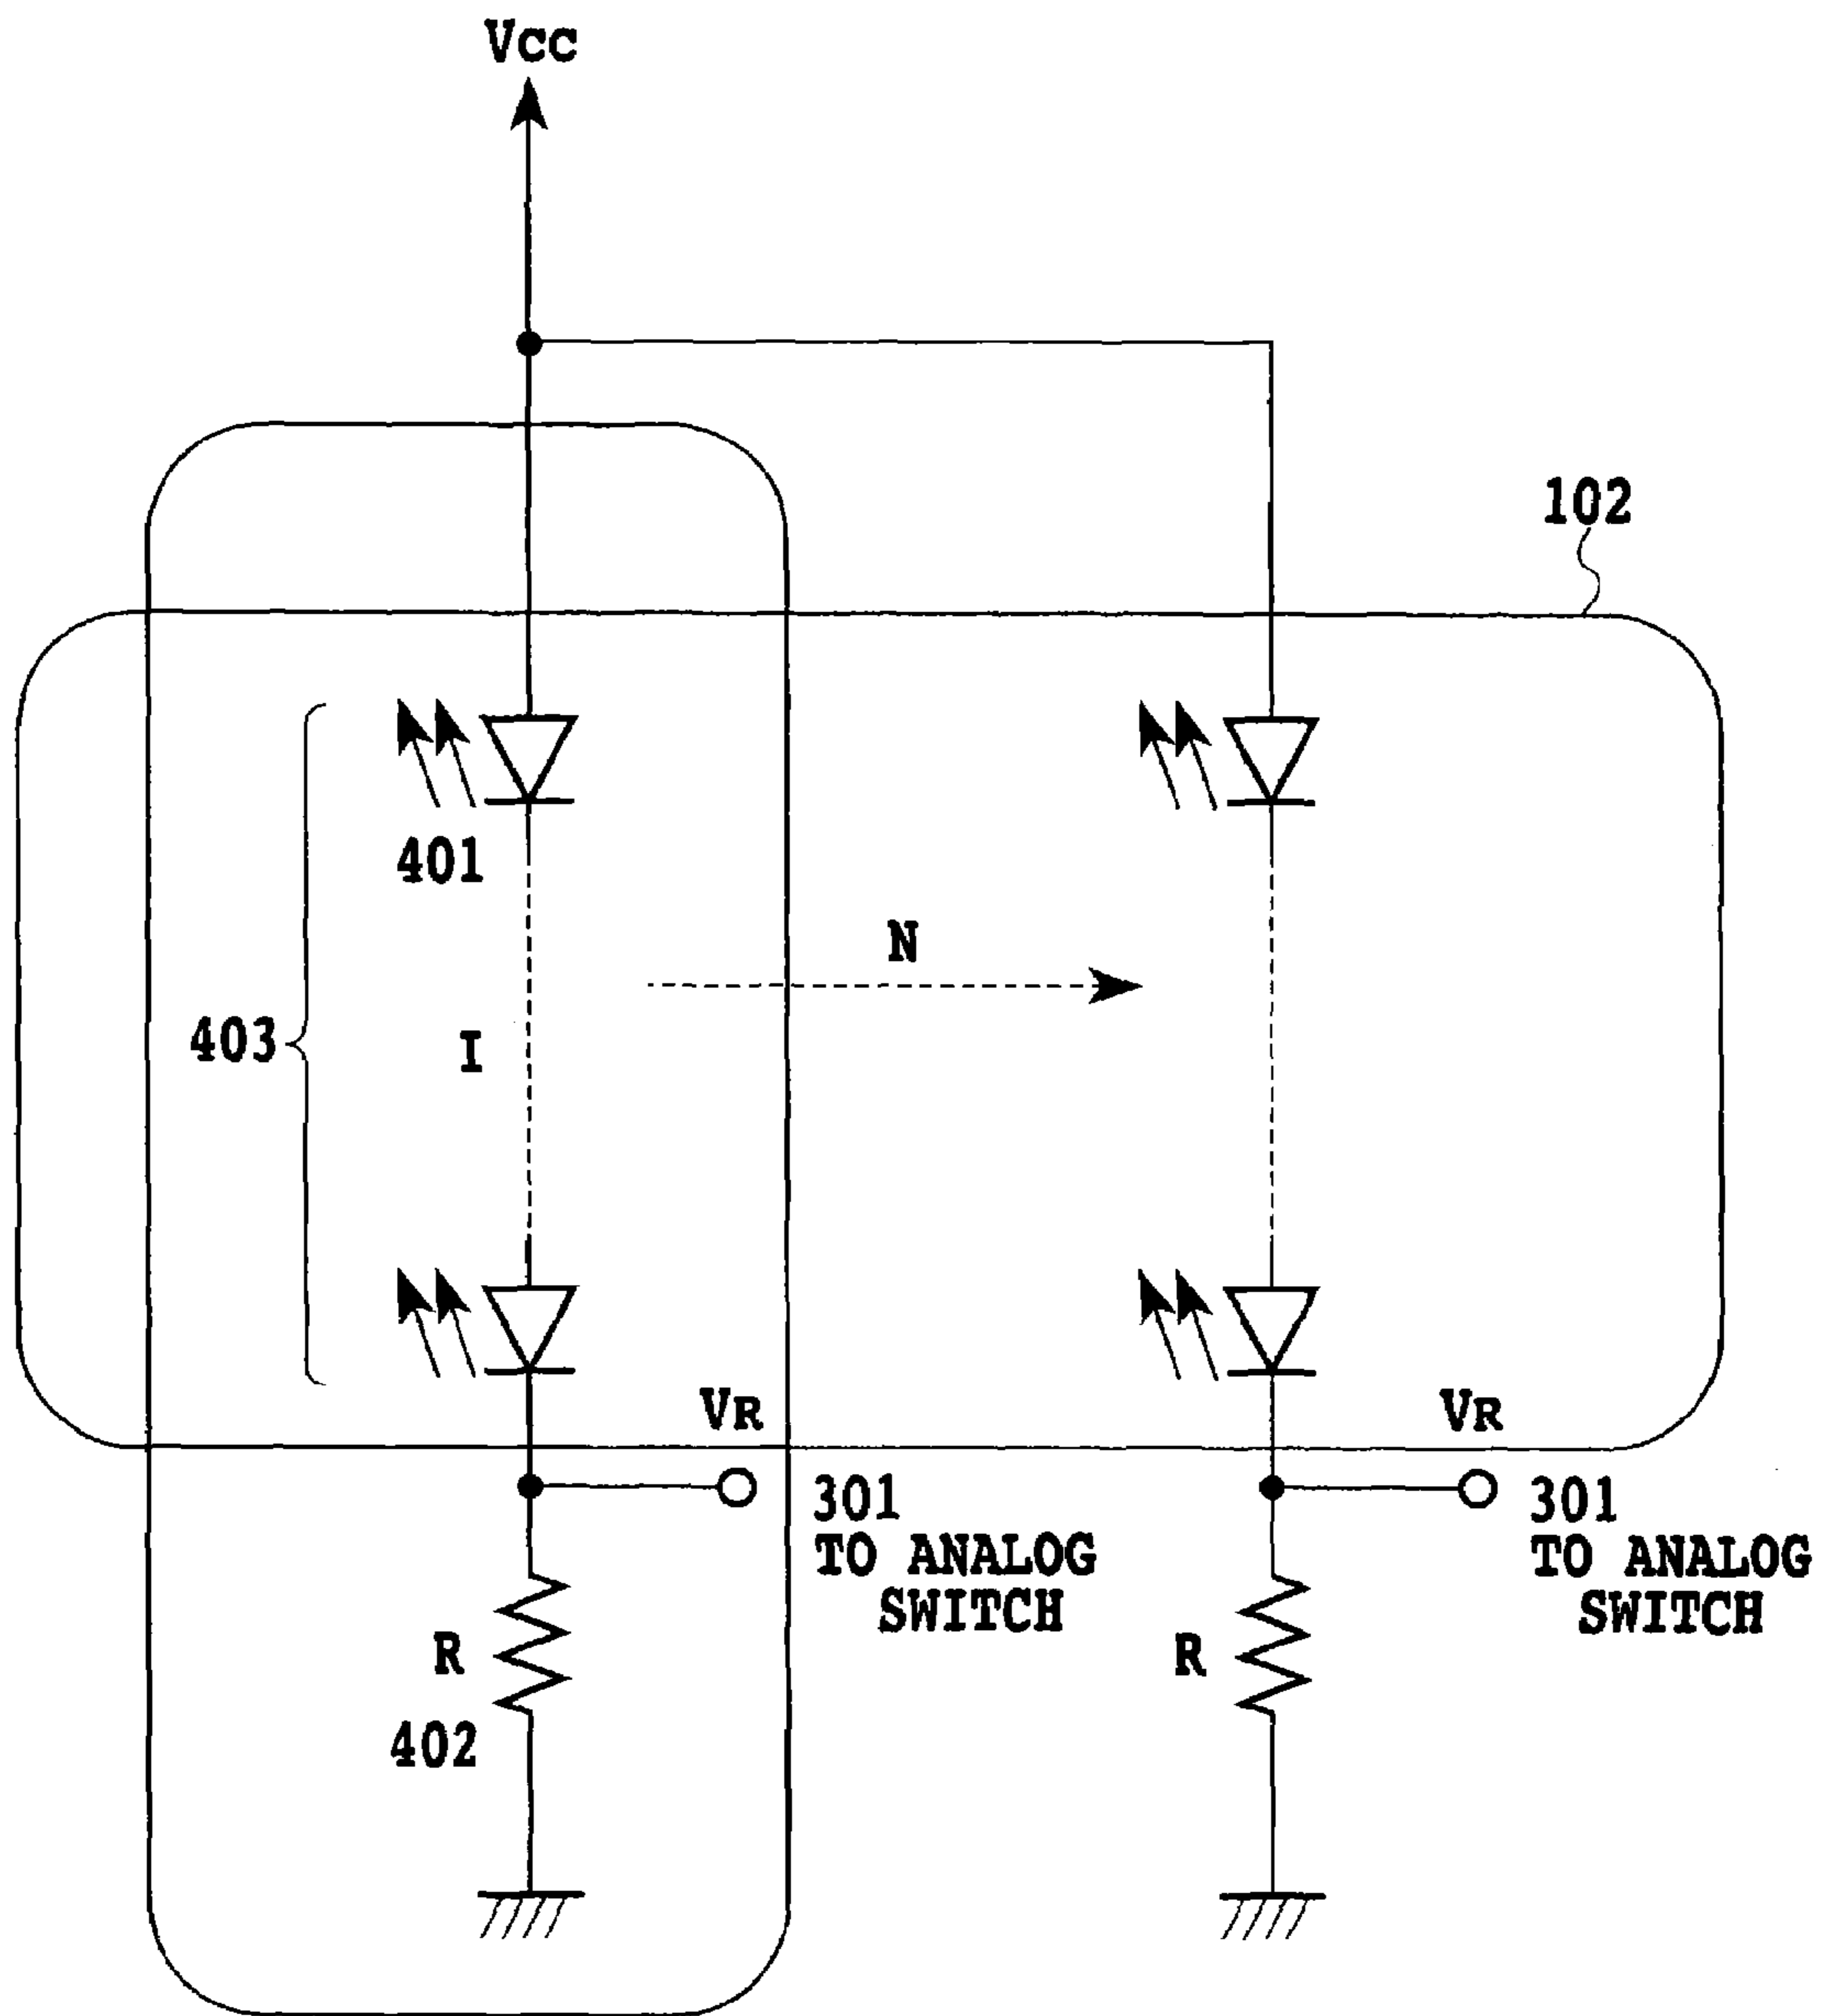 VCC
102
401
N
403
I
VR
VR
301
TO ANALOG
SWITCH
301
TO ANALOG
SWITCH
R
R
402